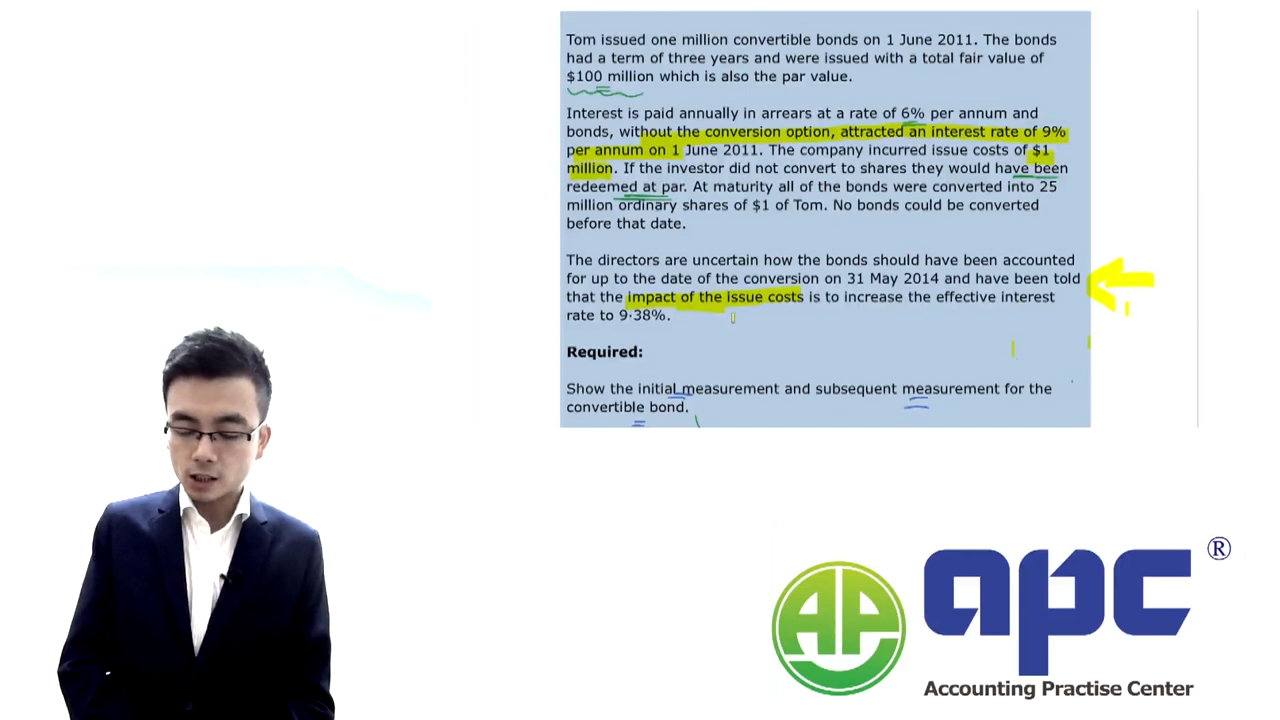 Tom issued one million convertible bonds on 1 June 2011. The bonds
had a term of three years and were issued with a total fair value of
$100 million which is also the par value.
Interest is paid annually in arrears at a rate of 6% per annum and
bonds, without the conversion option, attracted an interest rate of 9%
per annum on 1 June 2011. The company incurred issue costs of $1
million. If the investor did not convert to shares they would have been
redeemed at par. At maturity all of the bonds were converted into 25
million ordinary shares of $1 of Tom. No bonds could be converted
before that date.
The directors are uncertain how the bonds should have been accounted
for up to the date of the conversion on 31 May 2014 and have been told
that the impact of the issue costs is to increase the effective interest
rate to 9·38%.
Required:
Show the initial measurement and subsequent measurement for the
convertible bond.
AP
apc®
Accounting Practise Center